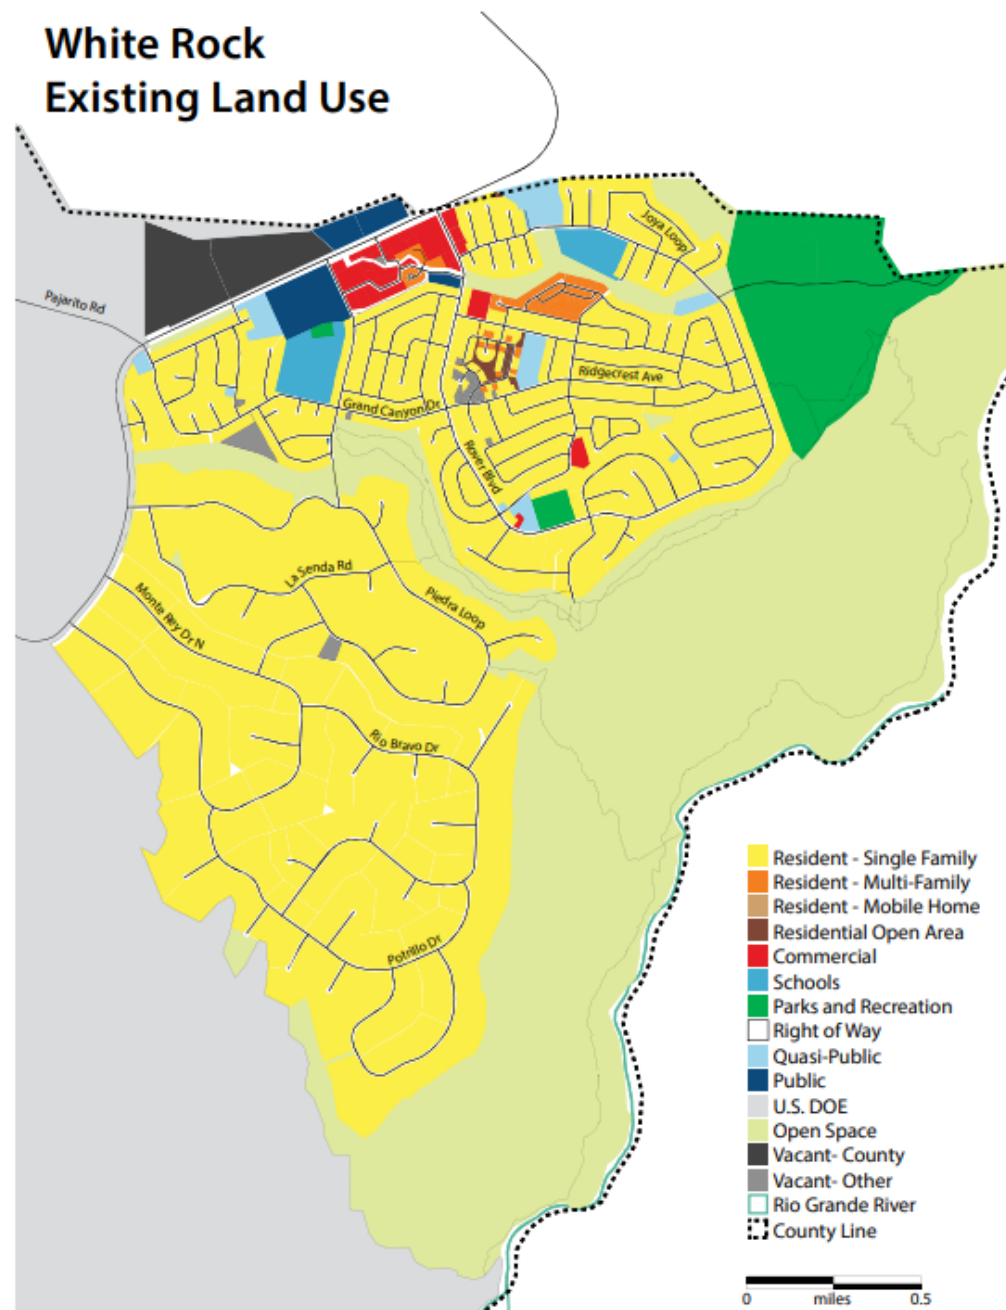 White Rock
Existing Land Use
Joya Loop
Pajarito Rd
Ridgecrest Ave
Grand Canyon Dr
Rover Blvd
La Senda Rd
Piedra Loop
Monte Rey Dr N
Rio Bravo Dr
Potrillo Dr
Resident - Single Family
Resident - Multi-Family
Resident - Mobile Home
Residential Open Area
Commercial
Schools
Parks and Recreation
Right of Way
Quasi-Public
Public
U.S. DOE
Open Space
Vacant- County
Vacant- Other
Rio Grande River
County Line
0 miles 0.5